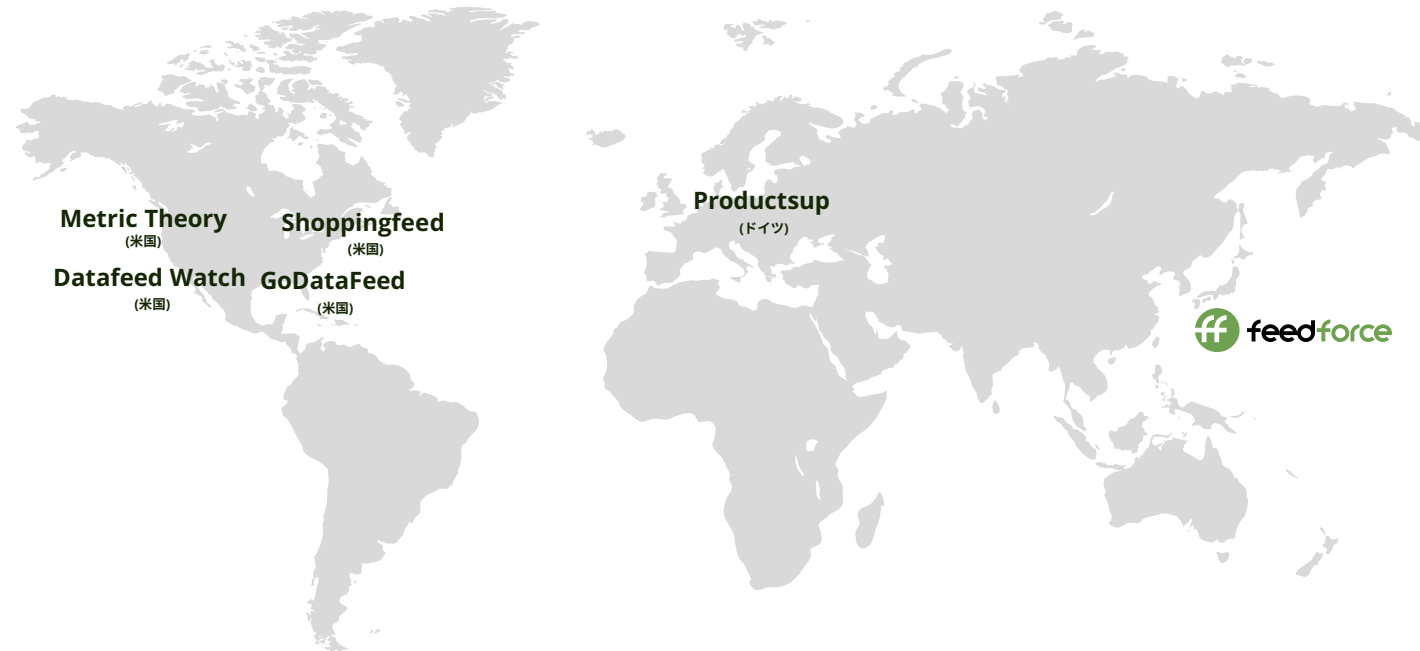 Metric Theory
(米国)
Shoppingfeed
(米国)
Datafeed Watch
(米国)
GoDataFeed
(米国)
Productsup
(ドイツ)
ff feedforce